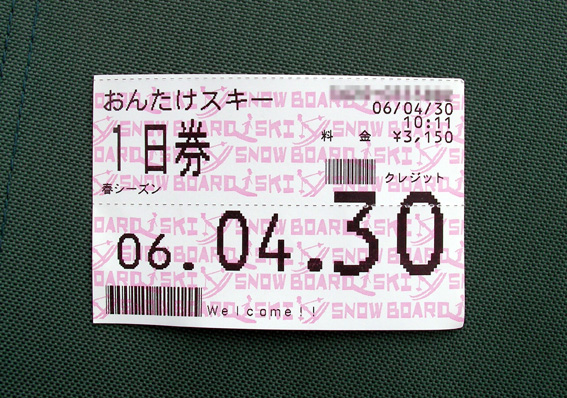 おんたけスキー
06/04/30
10:11
1日券
料 金 ¥3,150
春シーズン
クレジット
06.04.30
Welcome!!
SNOW BOARD SKI